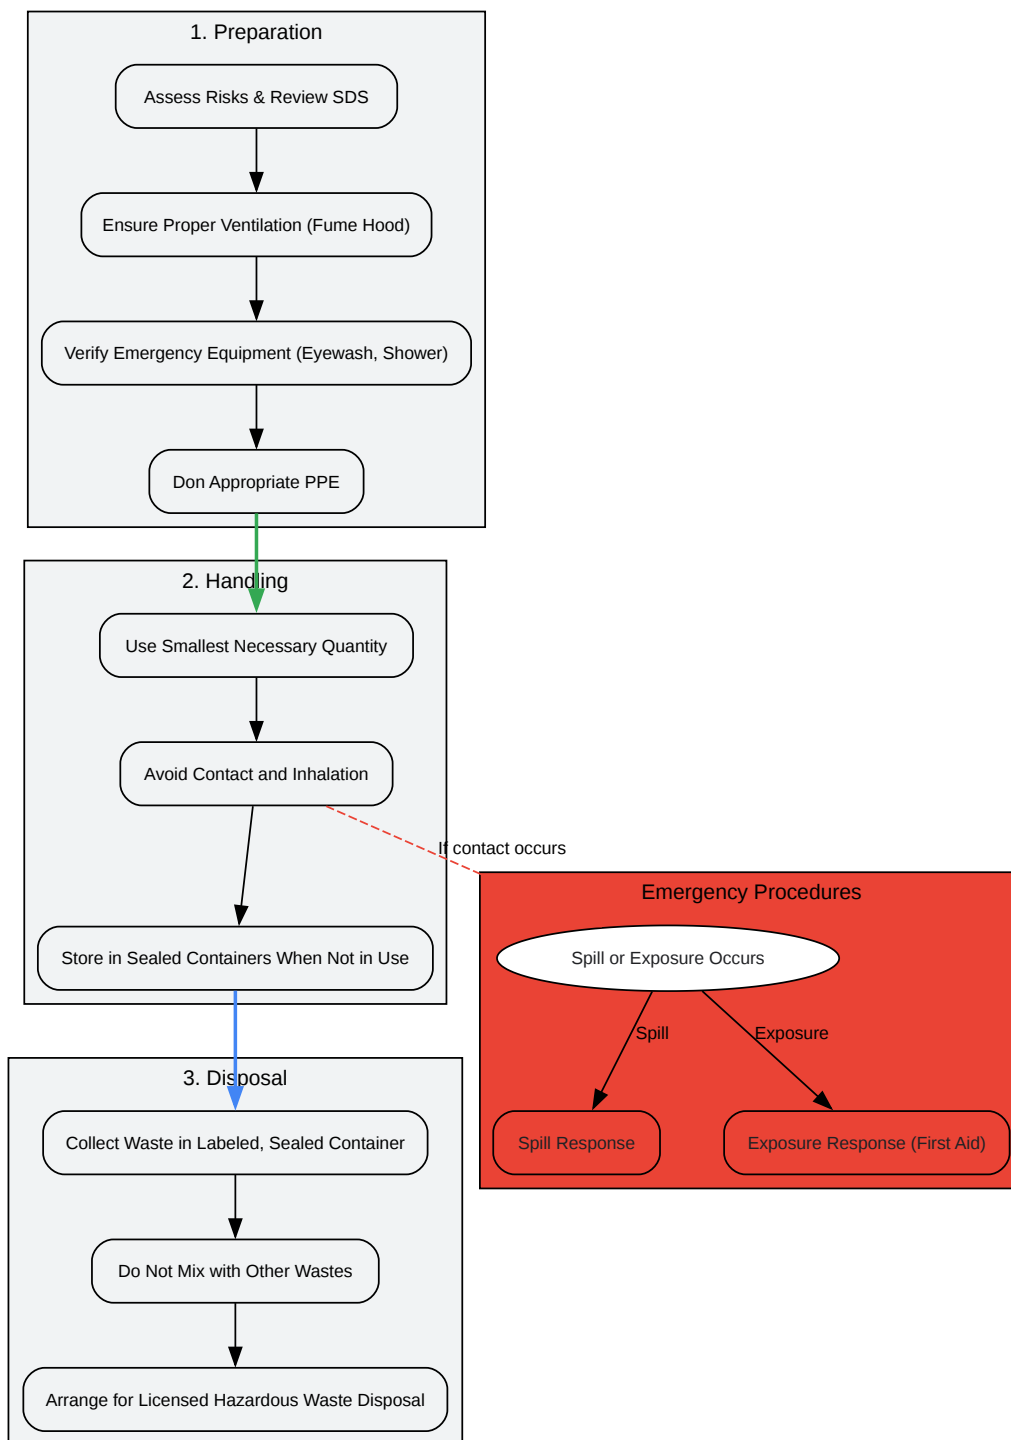 1. Preparation
Assess Risks & Review SDS
Ensure Proper Ventilation (Fume Hood)
Verify Emergency Equipment (Eyewash, Shower)
Don Appropriate PPE
2. Handling
Use Smallest Necessary Quantity
Avoid Contact and Inhalation
If contact occurs
Store in Sealed Containers When Not in Use
Emergency Procedures
Spill or Exposure Occurs
Spill
Exposure
Spill Response
Exposure Response (First Aid)
3. Disposal
Collect Waste in Labeled, Sealed Container
Do Not Mix with Other Wastes
Arrange for Licensed Hazardous Waste Disposal